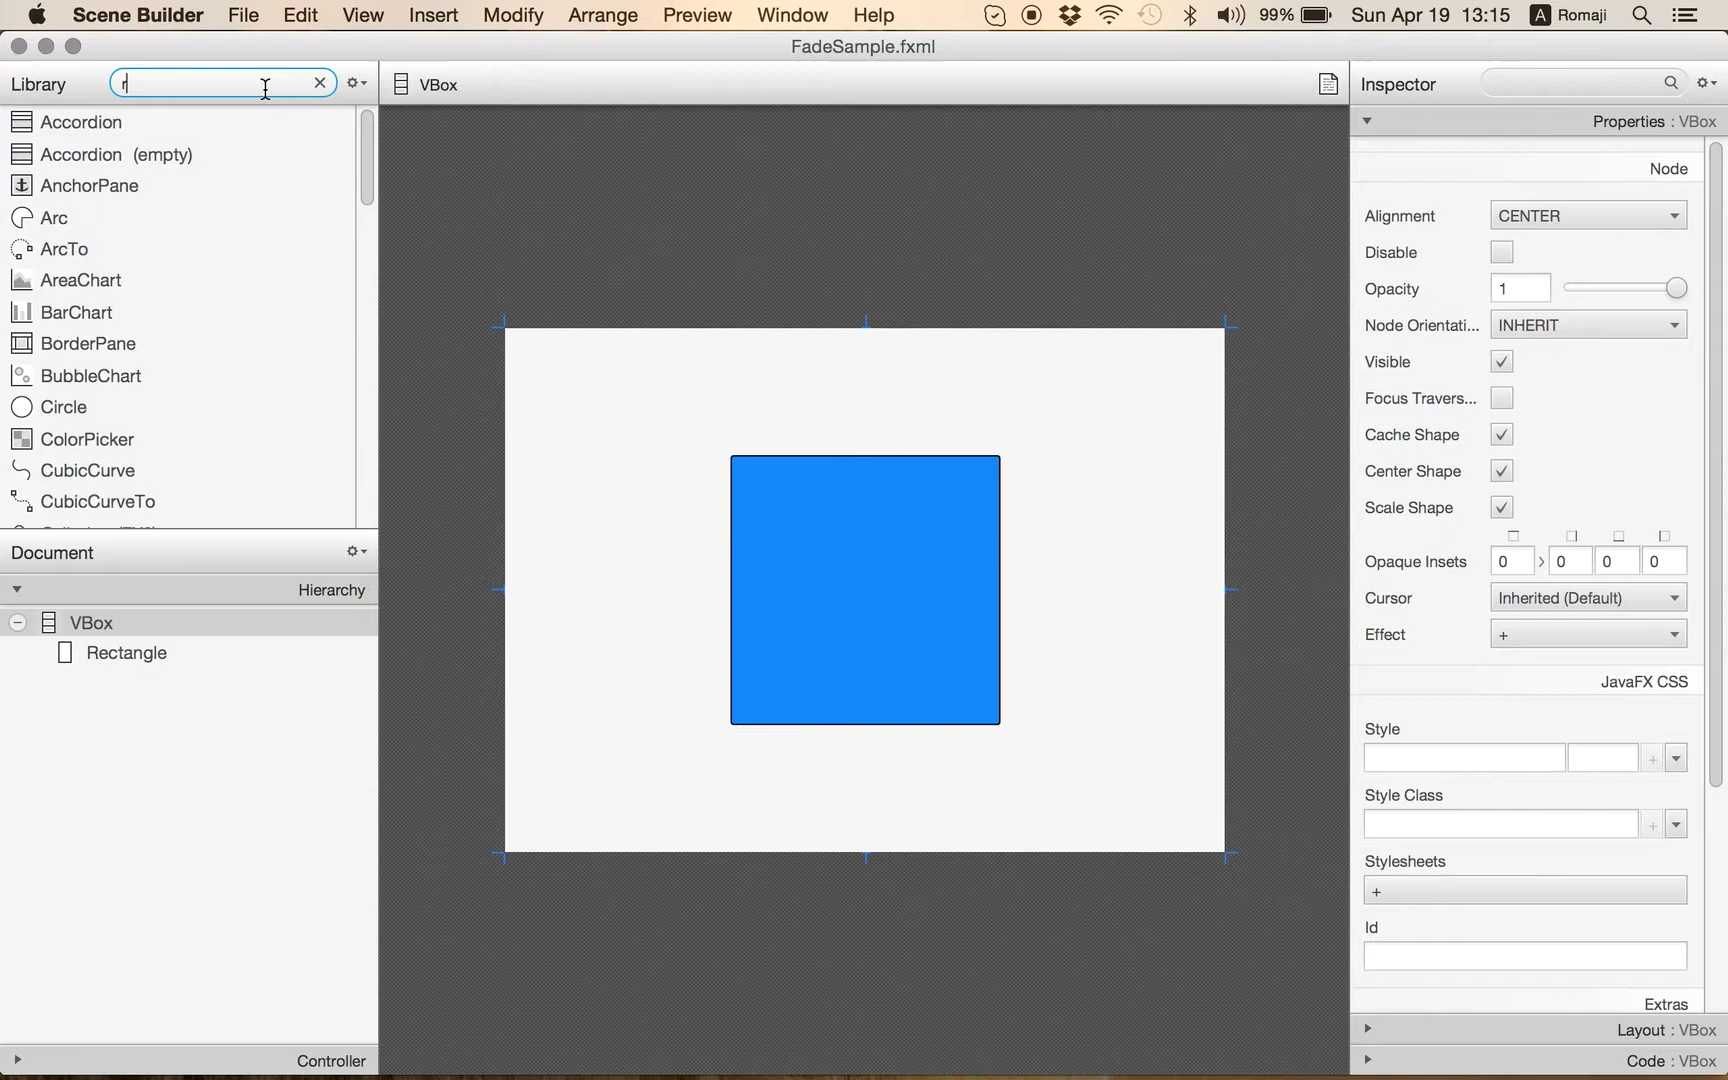 Scene Builder File Edit View Insert Modify Arrange Preview Window Help 99% Sun Apr 19 13:15 A Romaji
FadeSample.fxml
Library r
VBox
Inspector
Accordion
Accordion (empty)
AnchorPane
Arc
ArcTo
AreaChart
BarChart
BorderPane
BubbleChart
Circle
ColorPicker
CubicCurve
CubicCurveTo
Document
Hierarchy
VBox
Rectangle
Controller
Properties : VBox
Node
Alignment CENTER
Disable
Opacity 1
Node Orientati... INHERIT
Visible
Focus Travers...
Cache Shape
Center Shape
Scale Shape
Opaque Insets 0 > 0 0 0
Cursor Inherited (Default)
Effect +
JavaFX CSS
Style
+
Style Class
+
Stylesheets
+
Id
Extras
Layout : VBox
Code : VBox